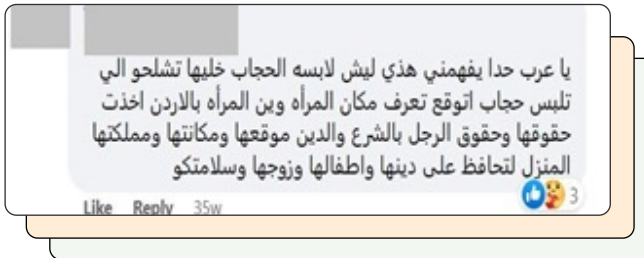 يا عرب حدا يفهمني هذي ليش لابسه الحجاب خليها تشلحو الي
تلبس حجاب اتوقع تعرف مكان المرأه وين المرأه بالاردن اخذت
حقوقها وحقوق الرجل بالشرع والدين موقعها ومكانتها ومملكتها
المنزل لتحافظ على دينها واطفالها وزوجها وسلامتكو
3
Like Reply 35w